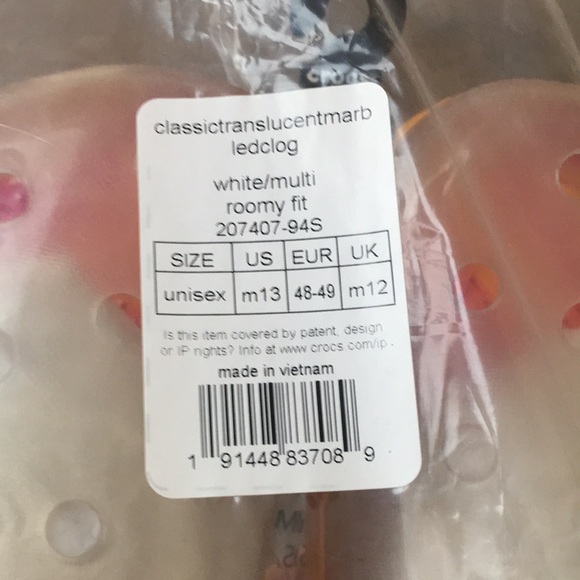 crocs
classictranslucentmarb
ledclog
white/multi
roomy fit
207407-94S
SIZE US EUR UK
unisex m13 48-49 m12
Is this item covered by patent, design
or IP rights? Info at www.crocs.com/ip.
made in vietnam
1 91448 83708 9